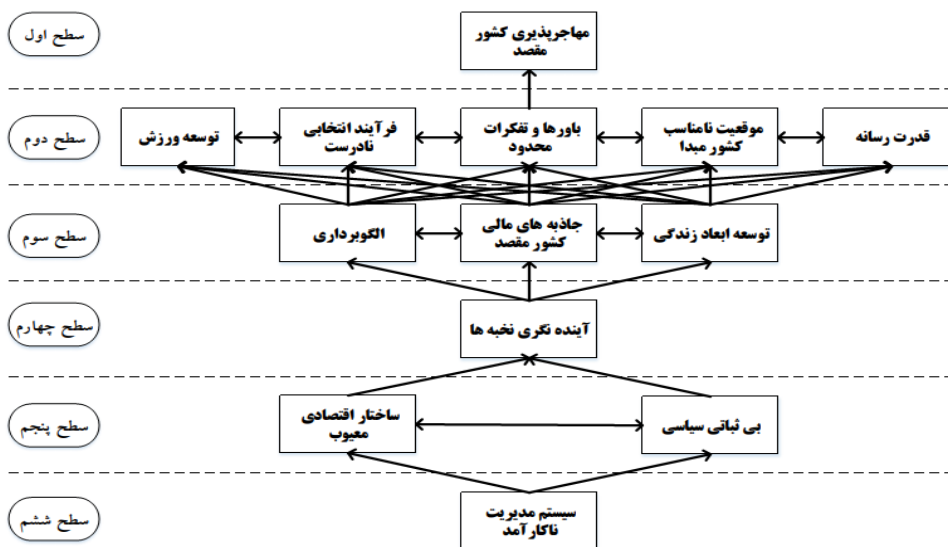 سطح اول
مهاجرپذیری کشور
مقصد
سطح دوم
قدرت رسانه
موقعیت نامناسب
کشور مبدا
باورها و تفکرات
محدود
فرآیند انتخابی
نادرست
توسعه ورزش
سطح سوم
توسعه ابعاد زندگی
جاذبه های مالی
کشور مقصد
الگوبرداری
سطح چهارم
آینده نگری نخبه ها
سطح پنجم
بی ثباتی سیاسی
ساختار اقتصادی
معیوب
سطح ششم
سیستم مدیریت
ناکارآمد